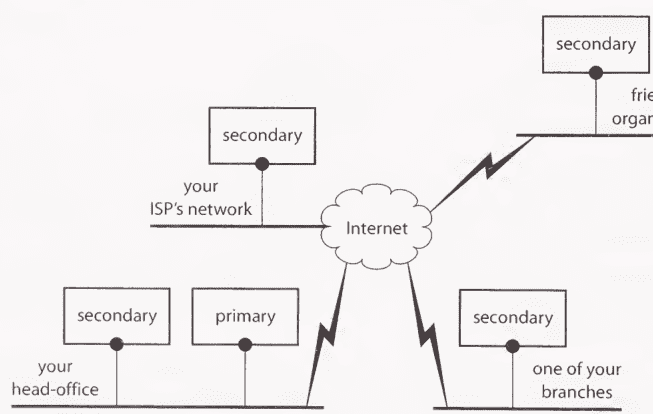 secondary
secondary
your
ISP's network
Internet
secondary
primary
secondary
your
head-office
one of your
branches